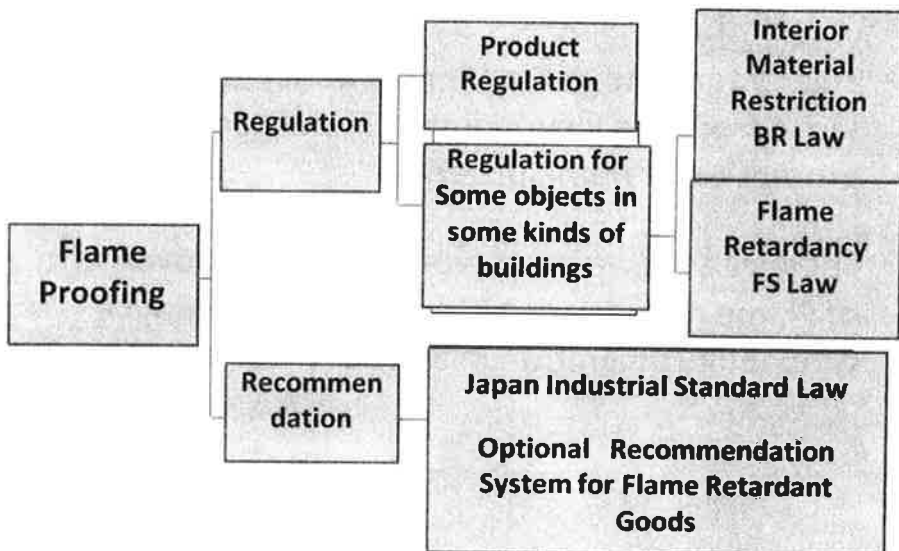 Flame
Proofing
Regulation
Product
Regulation
Regulation for
Some objects in
some kinds of
buildings
Interior
Material
Restriction
BR Law
Flame
Retardancy
FS Law
Recommen
dation
Japan Industrial Standard Law
Optional Recommendation
System for Flame Retardant
Goods